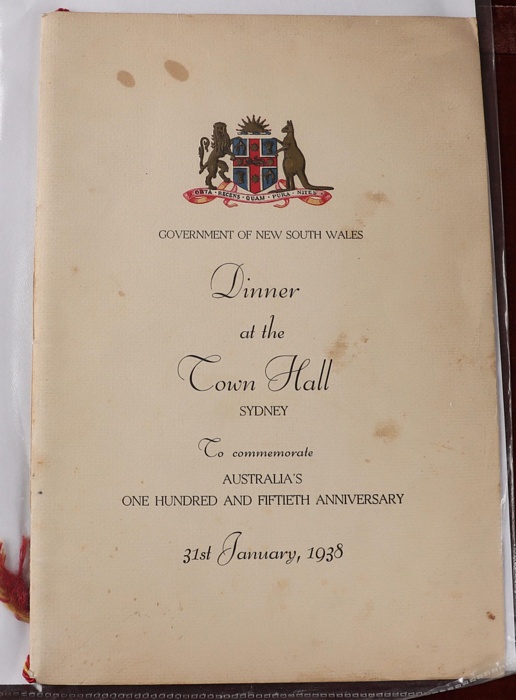 ORTA · RECENS · QUAM · PURA · NITES
GOVERNMENT OF NEW SOUTH WALES
Dinner
at the
Town Hall
SYDNEY
To commemorate
AUSTRALIA'S
ONE HUNDRED AND FIFTIETH ANNIVERSARY
31st January, 1938